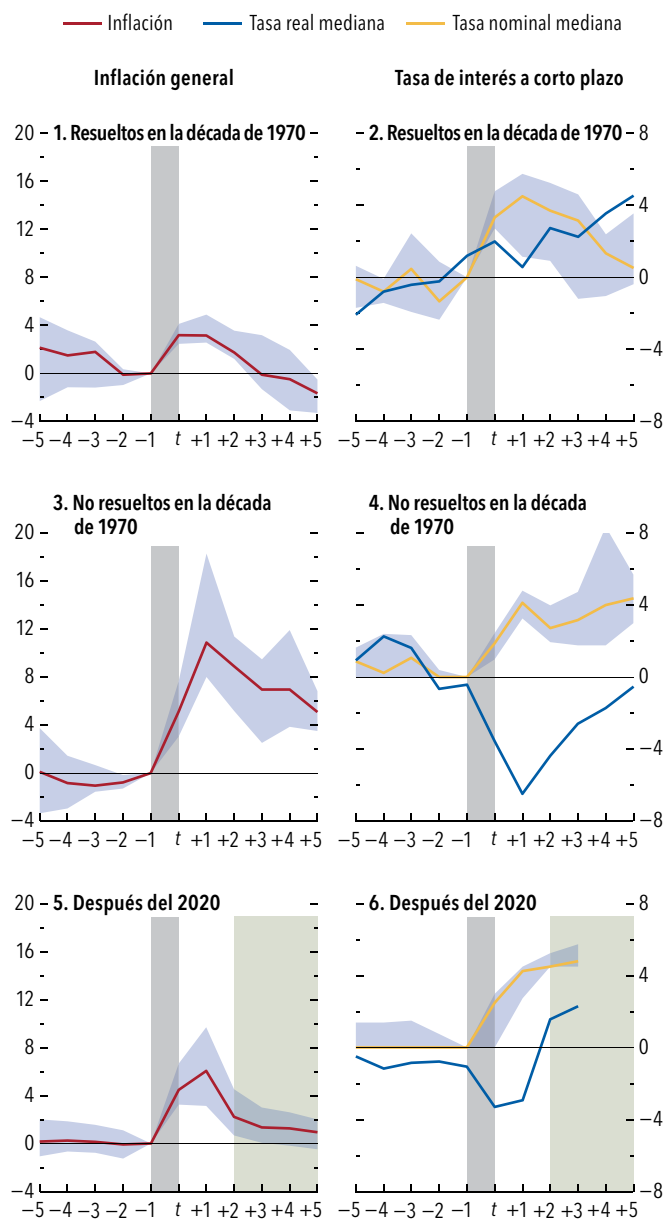 Inflación Tasa real mediana Tasa nominal mediana
Inflación general
Tasa de interés a corto plazo
1. Resueltos en la década de 1970
20
16
12
8
4
0
−4
−5 −4 −3 −2 −1 t +1 +2 +3 +4 +5
2. Resueltos en la década de 1970
8
4
0
−4
−8
−5 −4 −3 −2 −1 t +1 +2 +3 +4 +5
3. No resueltos en la década
de 1970
20
16
12
8
4
0
−4
−5 −4 −3 −2 −1 t +1 +2 +3 +4 +5
4. No resueltos en la década
de 1970
8
4
0
−4
−8
−5 −4 −3 −2 −1 t +1 +2 +3 +4 +5
5. Después del 2020
20
16
12
8
4
0
−4
−5 −4 −3 −2 −1 t +1 +2 +3 +4 +5
6. Después del 2020
8
4
0
−4
−8
−5 −4 −3 −2 −1 t +1 +2 +3 +4 +5